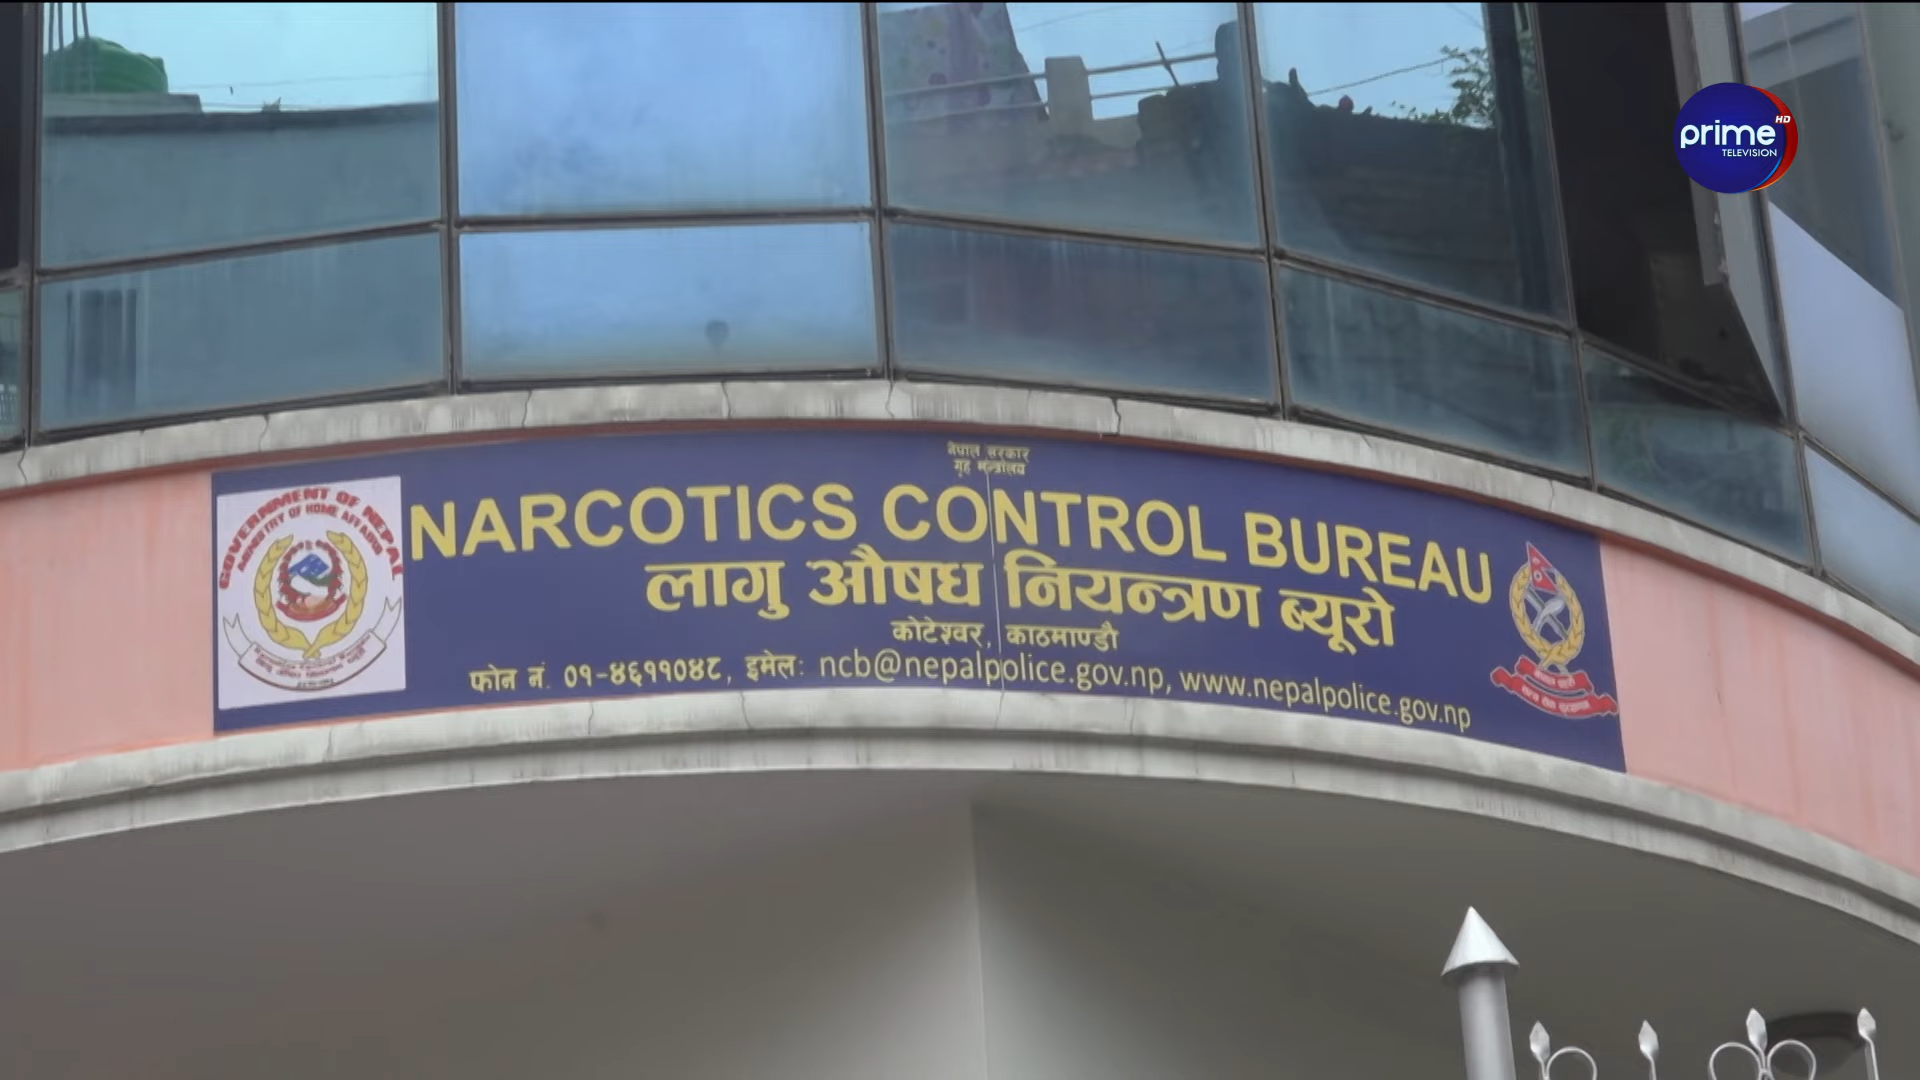 नेपाल सरकार
गृह मन्त्रालय
NARCOTICS CONTROL BUREAU
लागु औषध नियन्त्रण ब्यूरो
कोटेश्वर, काठमाण्डौ
फोन नं. ०१-४६११०४८, इमेल: ncb@nepalpolice.gov.np, www.nepalpolice.gov.np
GOVERNMENT OF NEPAL
MINISTRY OF HOME AFFAIRS
prime HD
TELEVISION